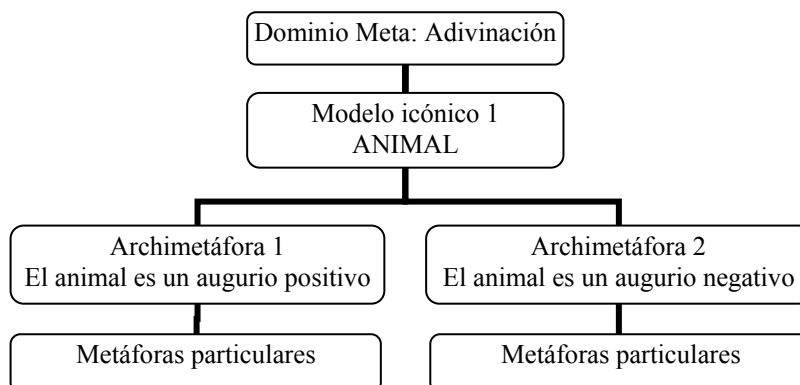 Dominio Meta: Adivinación
Modelo icónico 1
ANIMAL
Archimetáfora 1
El animal es un augurio positivo
Archimetáfora 2
El animal es un augurio negativo
Metáforas particulares
Metáforas particulares